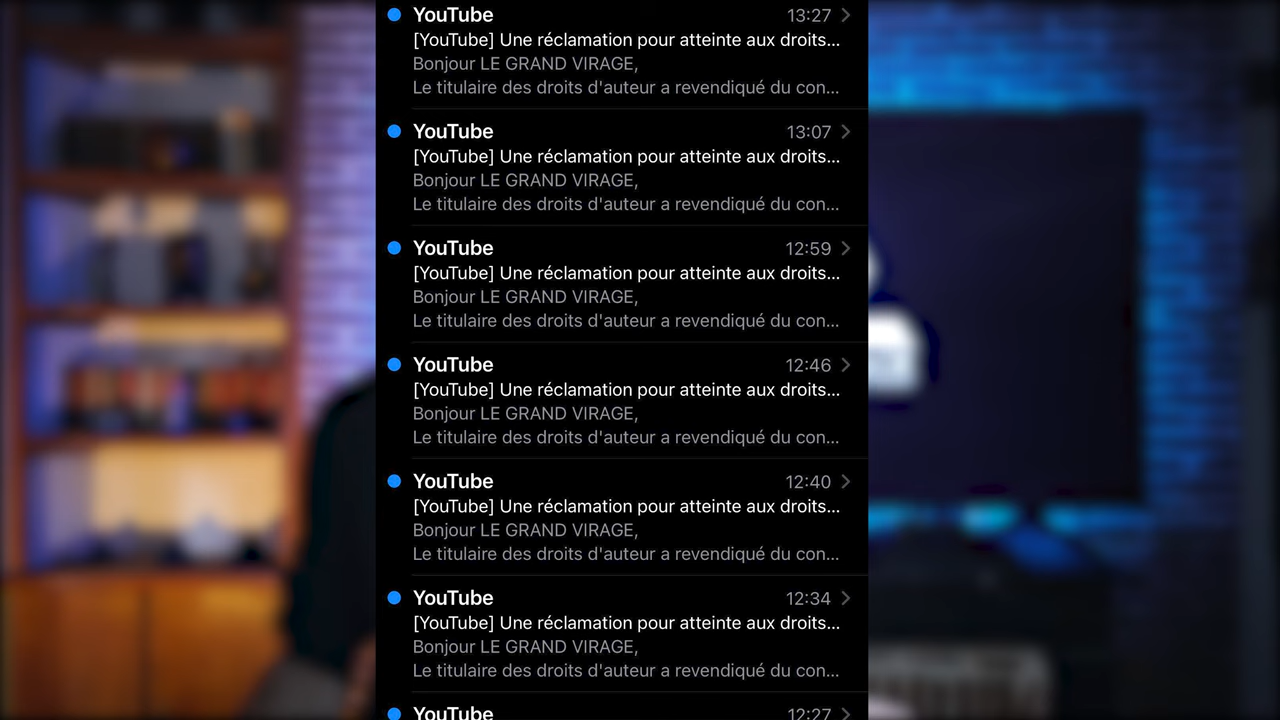 YouTube 13:27
[YouTube] Une réclamation pour atteinte aux droits...
Bonjour LE GRAND VIRAGE,
Le titulaire des droits d'auteur a revendiqué du con...
YouTube 13:07
[YouTube] Une réclamation pour atteinte aux droits...
Bonjour LE GRAND VIRAGE,
Le titulaire des droits d'auteur a revendiqué du con...
YouTube 12:59
[YouTube] Une réclamation pour atteinte aux droits...
Bonjour LE GRAND VIRAGE,
Le titulaire des droits d'auteur a revendiqué du con...
YouTube 12:46
[YouTube] Une réclamation pour atteinte aux droits...
Bonjour LE GRAND VIRAGE,
Le titulaire des droits d'auteur a revendiqué du con...
YouTube 12:40
[YouTube] Une réclamation pour atteinte aux droits...
Bonjour LE GRAND VIRAGE,
Le titulaire des droits d'auteur a revendiqué du con...
YouTube 12:34
[YouTube] Une réclamation pour atteinte aux droits...
Bonjour LE GRAND VIRAGE,
Le titulaire des droits d'auteur a revendiqué du con...
YouTube 12:27